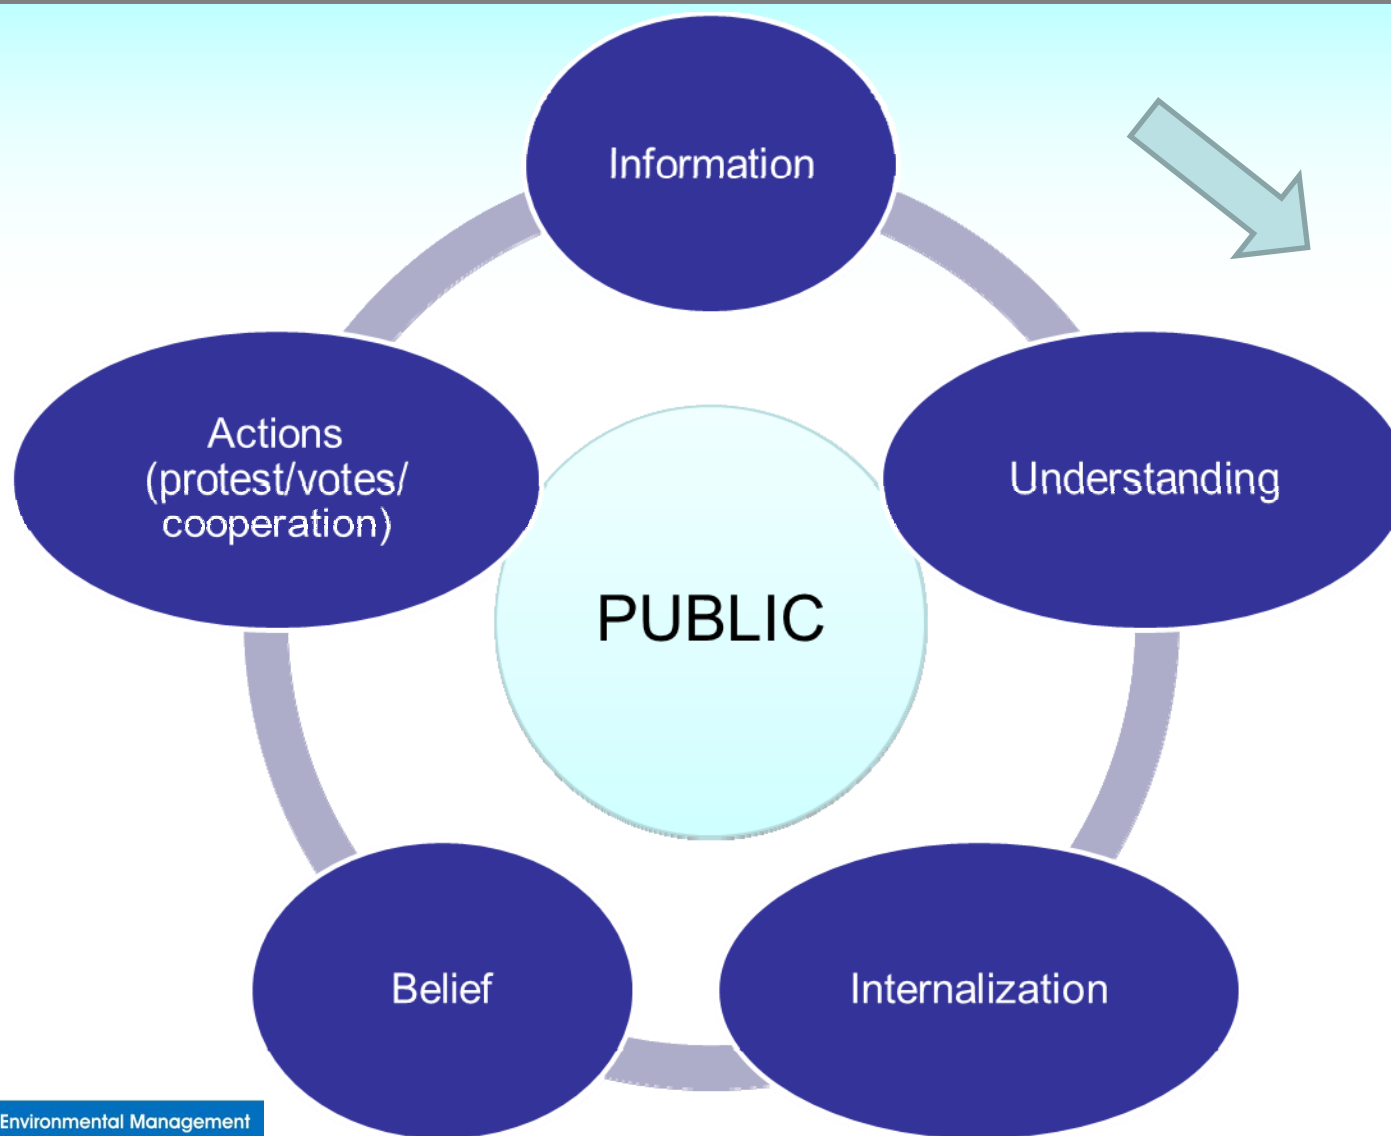 Information
Understanding
Internalization
Belief
Actions
(protest/votes/
cooperation)
PUBLIC
Environmental Management